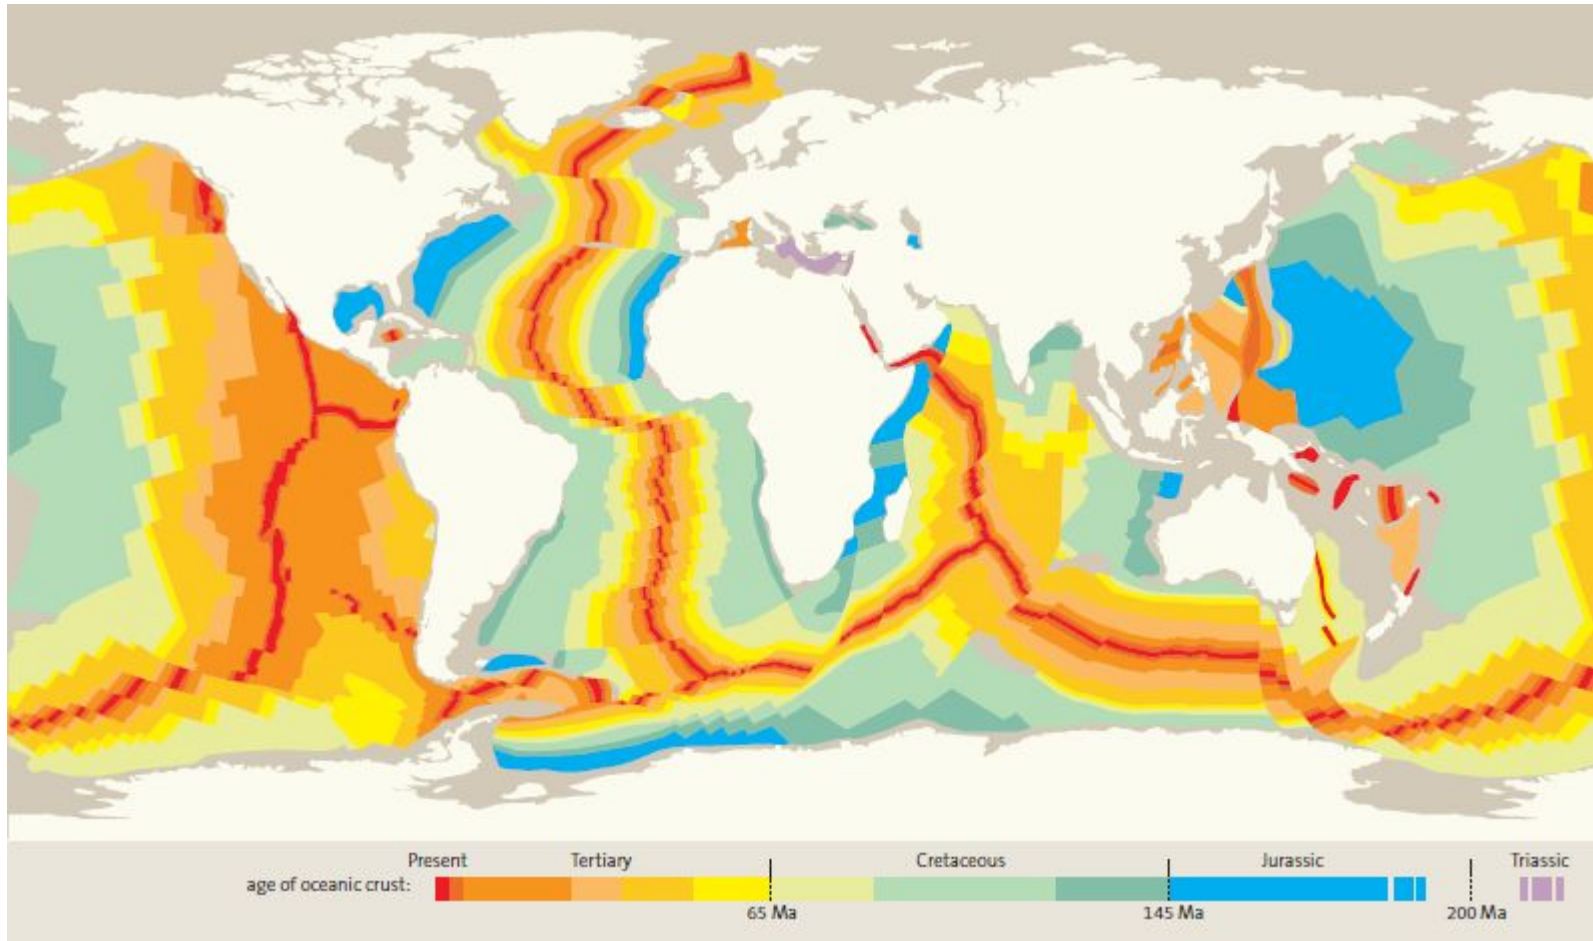 Present Tertiary Cretaceous Jurassic Triassic
age of oceanic crust:
65 Ma 145 Ma 200 Ma